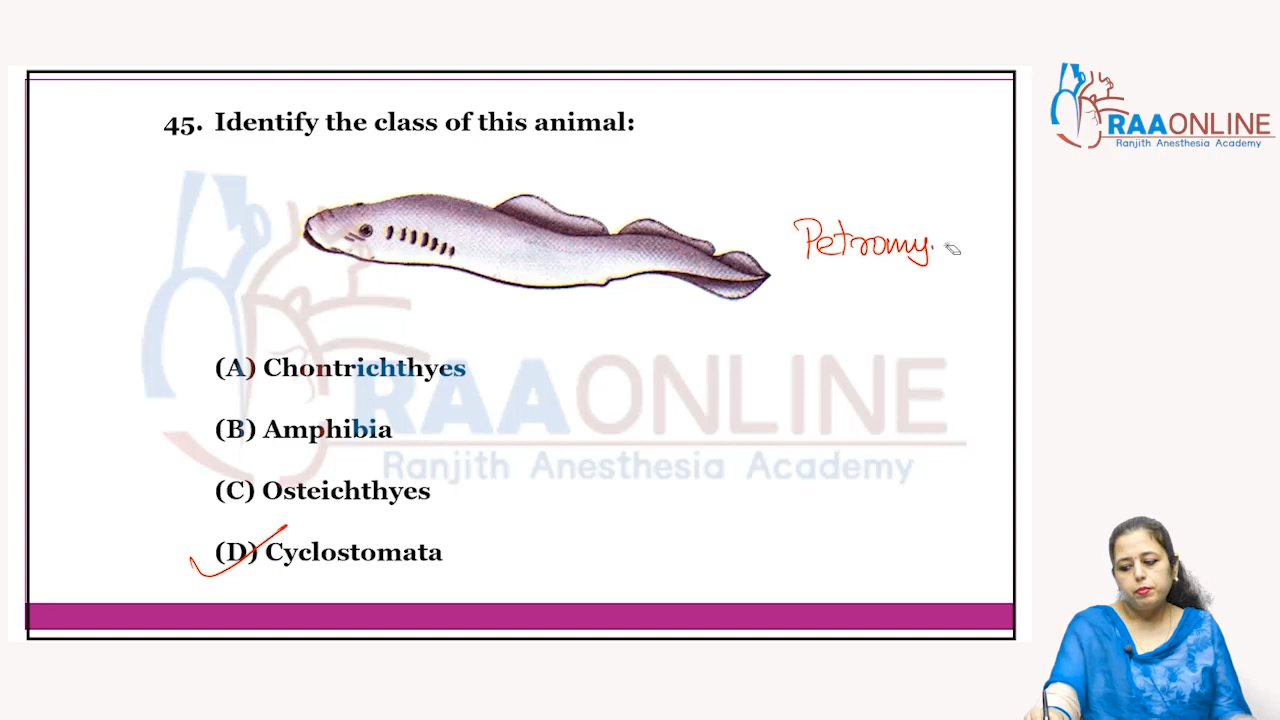 45. Identify the class of this animal:
RAAONLINE
Ranjith Anesthesia Academy
Petromy.
(A) Chontrichthyes
(B) Amphibia
RAAONLINE
Ranjith Anesthesia Academy
(C) Osteichthyes
(D) Cyclostomata